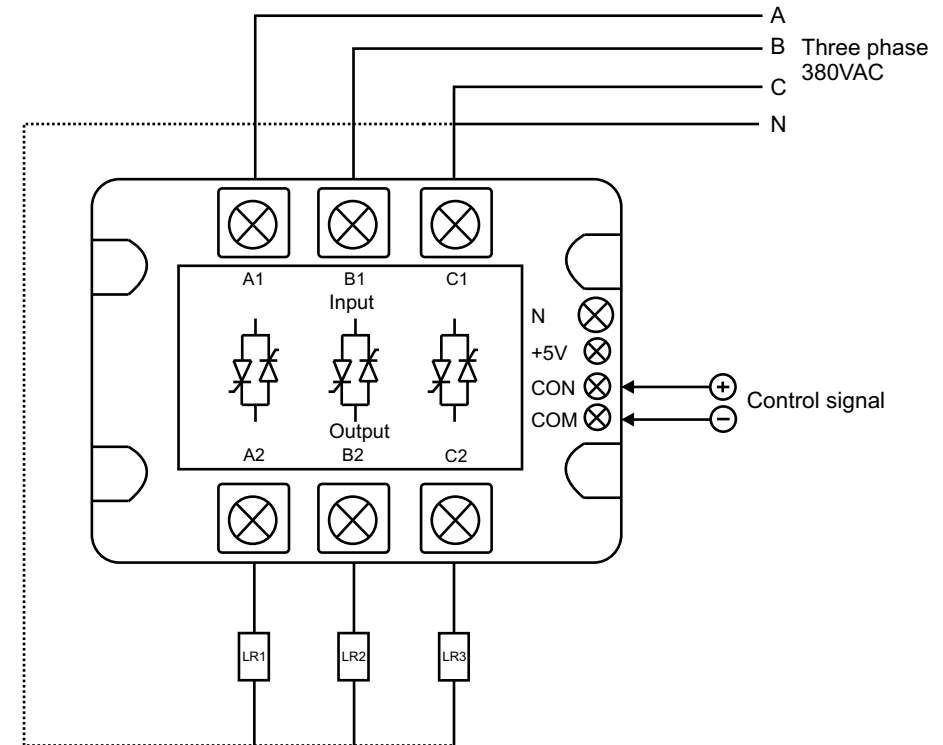 A
B
Three phase
380VAC
C
N
A1
B1
C1
Input
N
+5V
CON
COM
Control signal
Output
A2
B2
C2
LR1
LR2
LR3